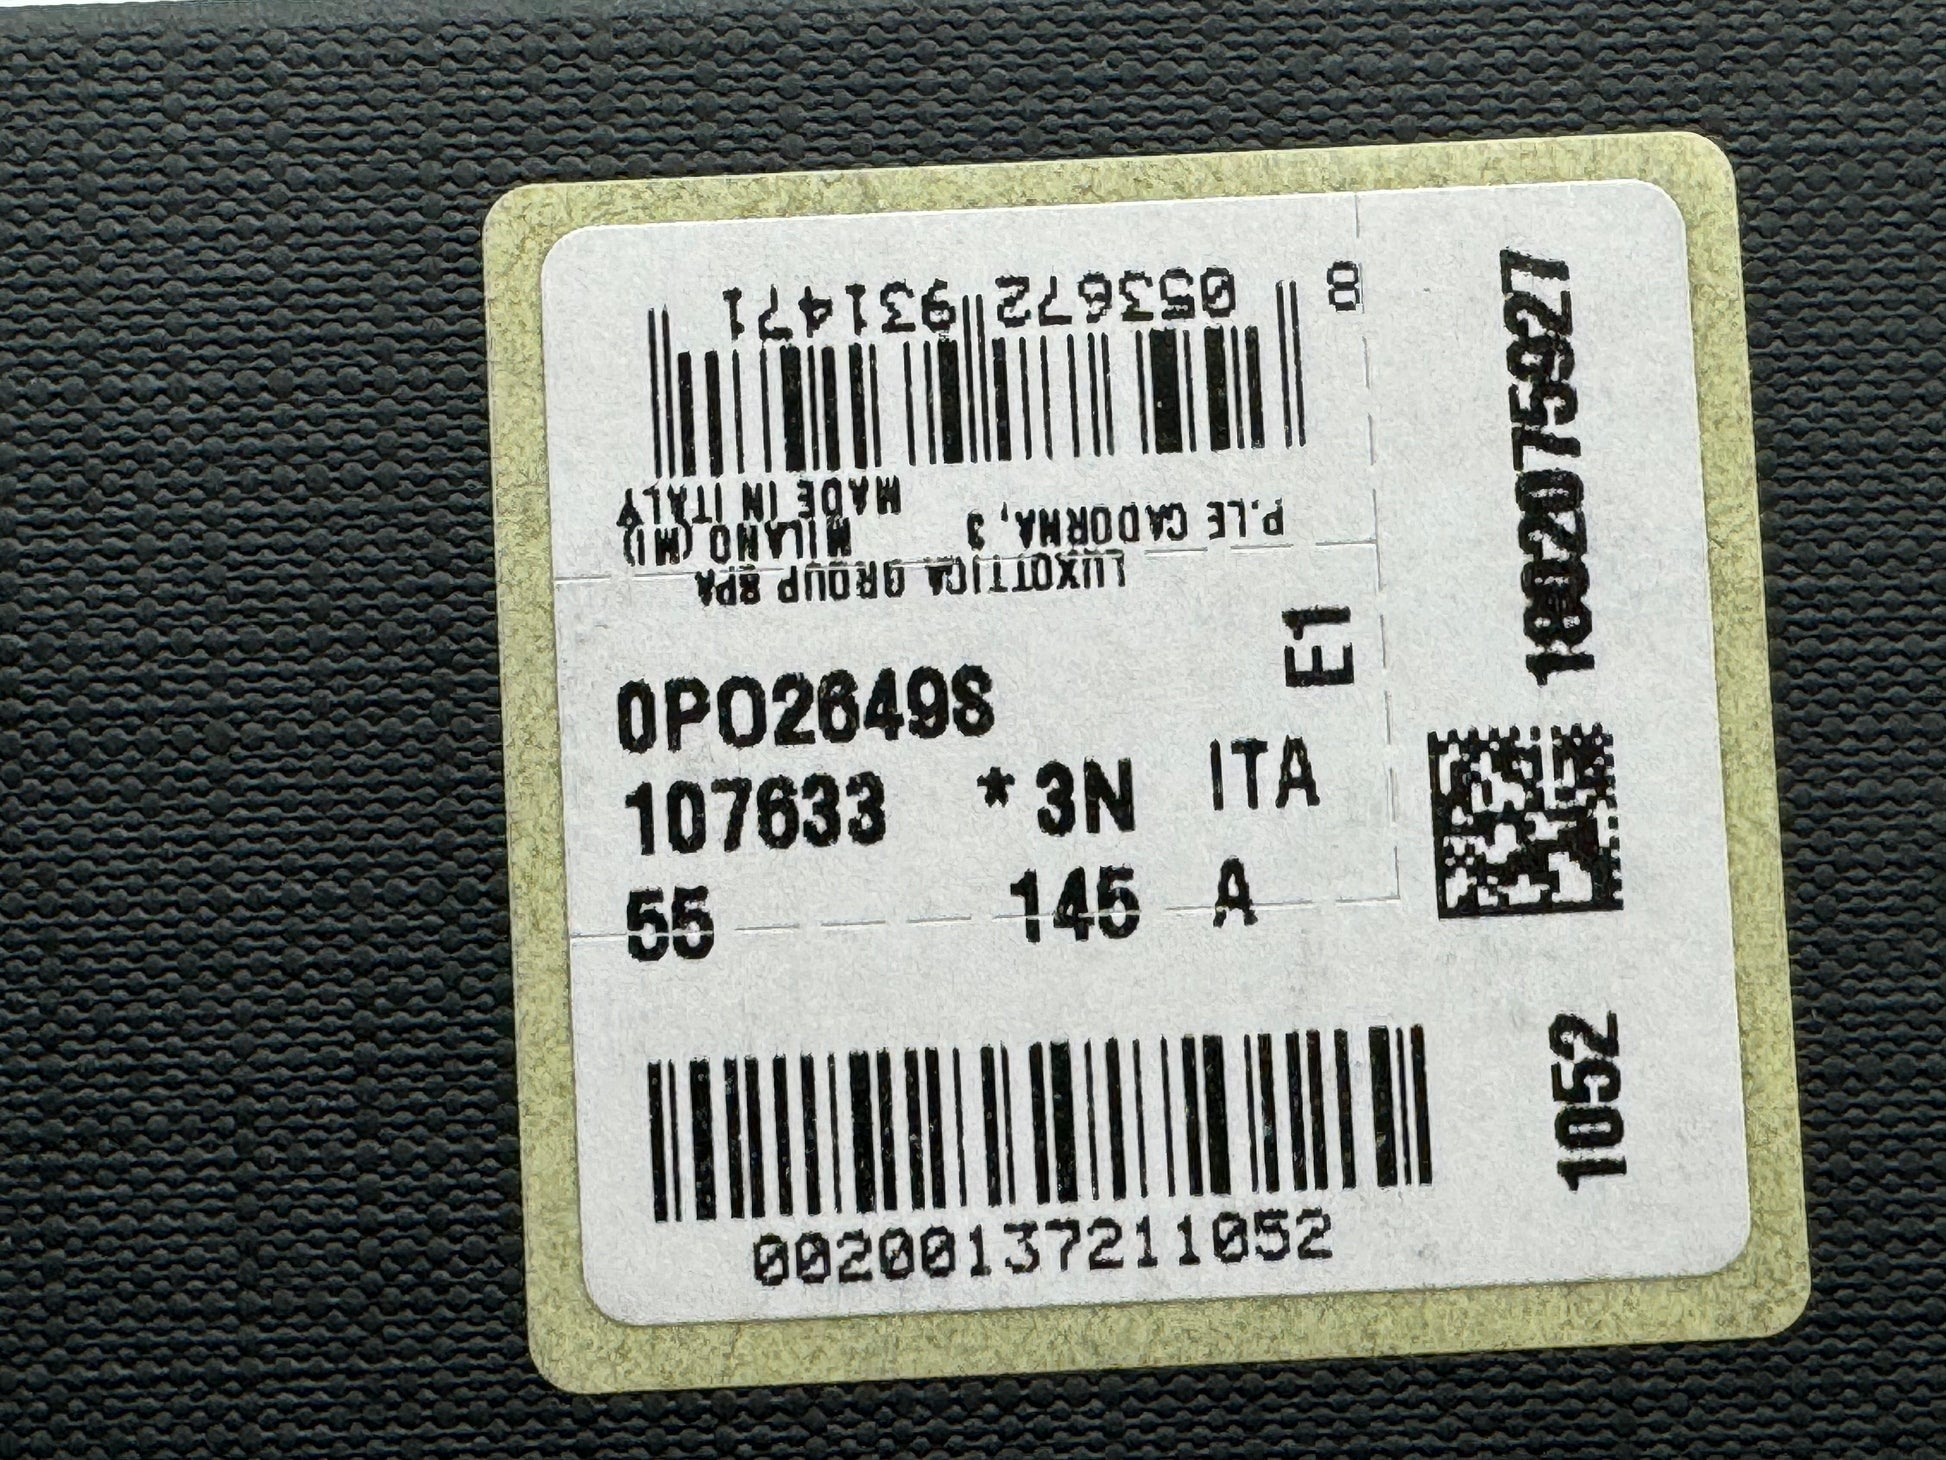 8 053672 931471
P.LE CADORNA, 3 MILANO (MI)
MADE IN ITALY
LUXOTTICA GROUP SPA
E1
0PO2649S
107633 *3N ITA
55 145 A
00200137211052
1802075927
1052